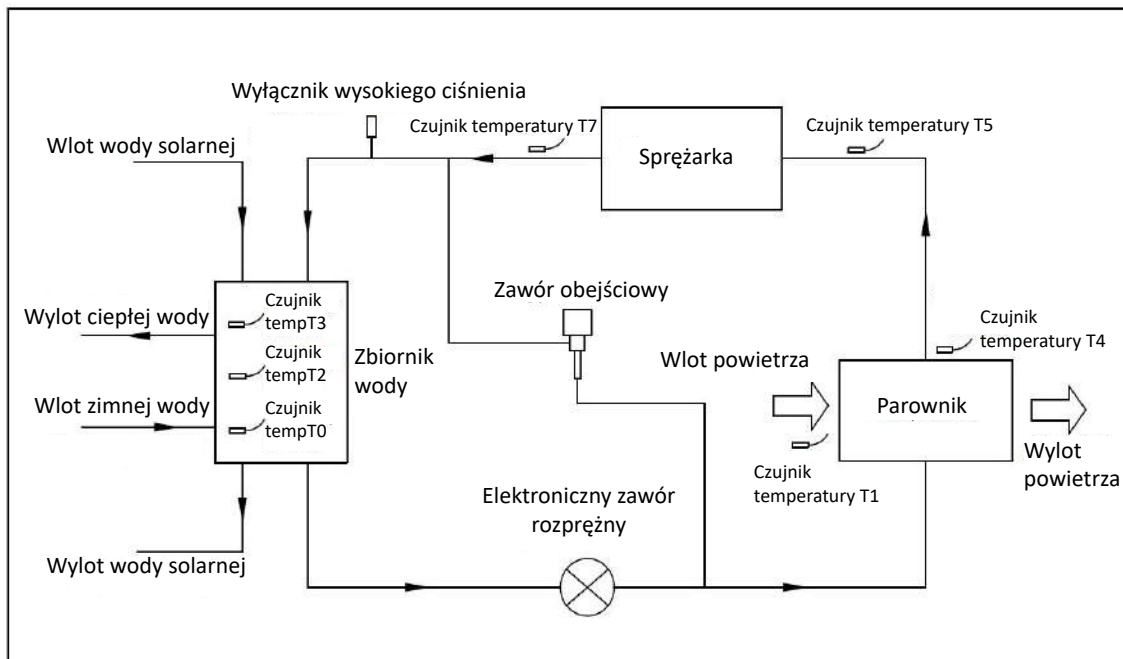 Wyłącznik wysokiego ciśnienia
Czujnik temperatury T7
Sprężarka
Czujnik temperatury T5
Wlot wody solarnej
Wylot ciepłej wody
Czujnik
tempT3
Czujnik
tempT2
Zbiornik
wody
Wlot zimnej wody
Czujnik
tempT0
Wylot wody solarnej
Zawór obejściowy
Elektroniczny zawór
rozprężny
Wlot powietrza
Czujnik
temperatury T4
Parownik
Czujnik
temperatury T1
Wylot
powietrza